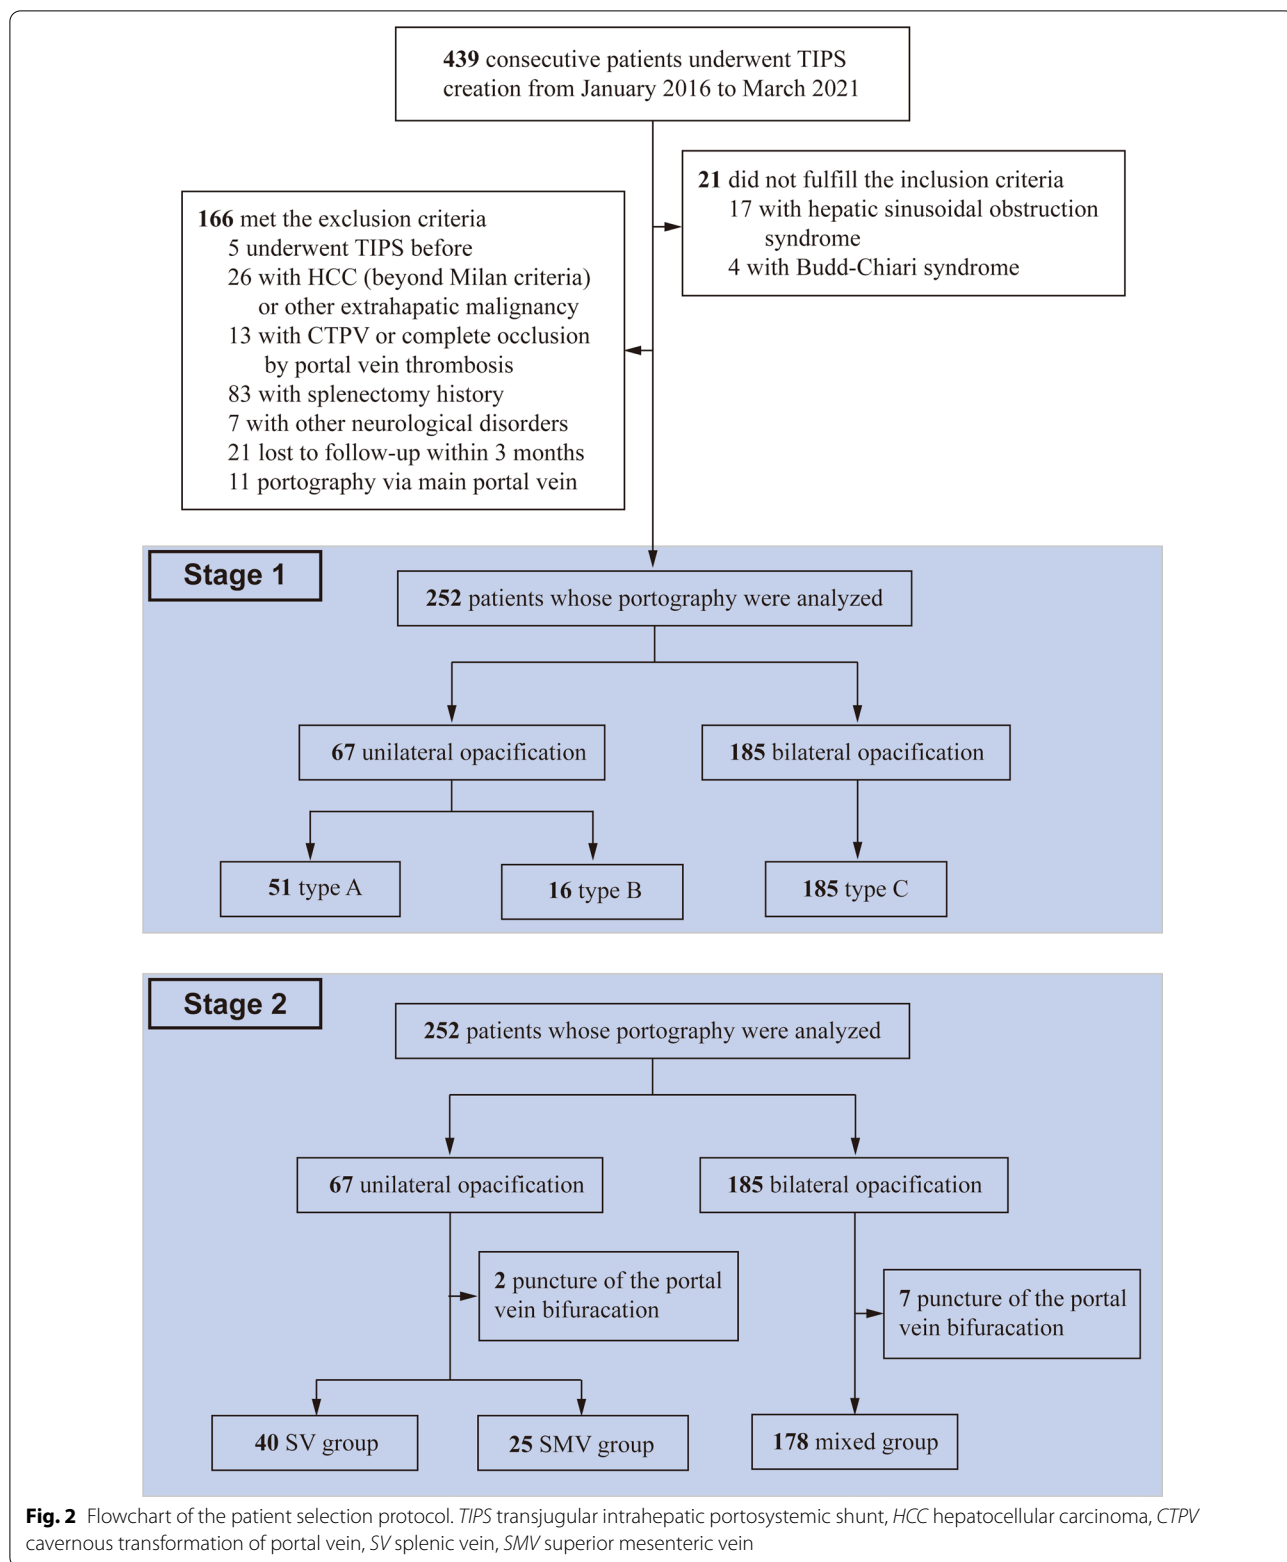 439 consecutive patients underwent TIPS
creation from January 2016 to March 2021
21 did not fulfill the inclusion criteria
17 with hepatic sinusoidal obstruction
syndrome
4 with Budd-Chiari syndrome
166 met the exclusion criteria
5 underwent TIPS before
26 with HCC (beyond Milan criteria)
or other extrahapatic malignancy
13 with CTPV or complete occlusion
by portal vein thrombosis
83 with splenectomy history
7 with other neurological disorders
21 lost to follow-up within 3 months
11 portography via main portal vein
Stage 1
252 patients whose portography were analyzed
67 unilateral opacification
185 bilateral opacification
51 type A
16 type B
185 type C
Stage 2
252 patients whose portography were analyzed
67 unilateral opacification
185 bilateral opacification
2 puncture of the portal
vein bifuracation
7 puncture of the portal
vein bifuracation
40 SV group
25 SMV group
178 mixed group
Fig. 2 Flowchart of the patient selection protocol. TIPS transjugular intrahepatic portosystemic shunt, HCC hepatocellular carcinoma, CTPV
cavernous transformation of portal vein, SV splenic vein, SMV superior mesenteric vein